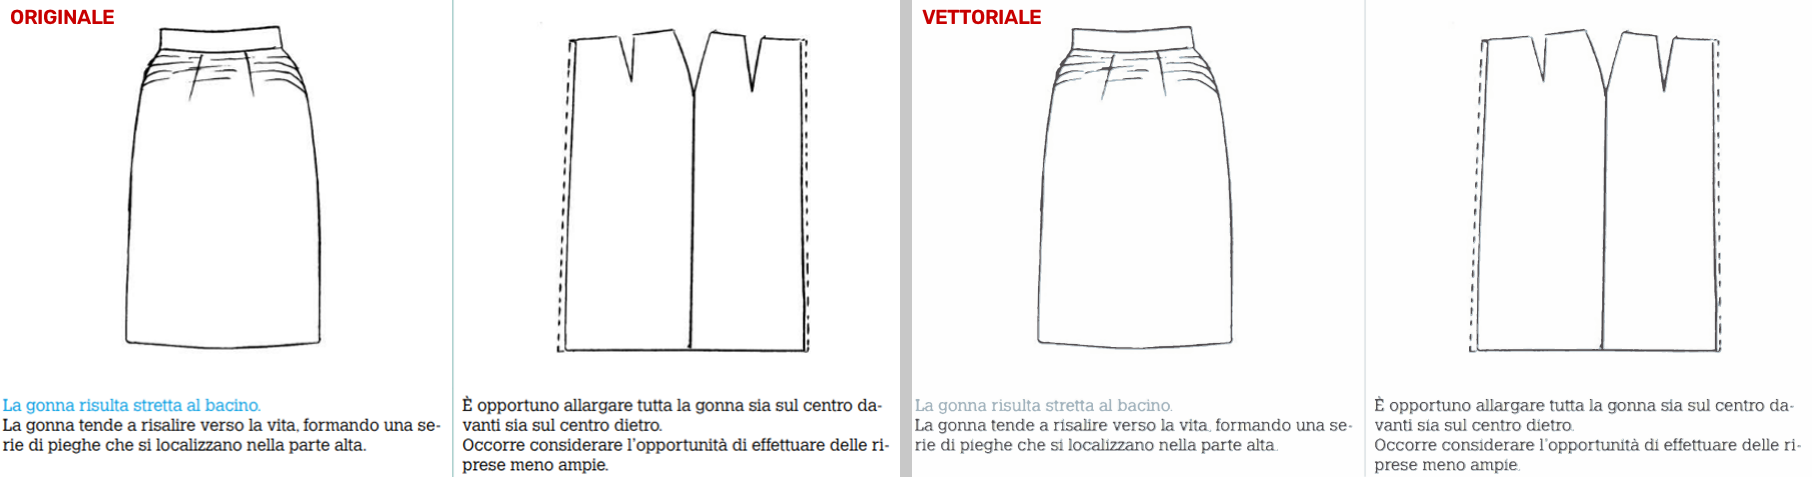 ORIGINALE
La gonna risulta stretta al bacino.
La gonna tende a risalire verso la vita, formando una se-
rie di pieghe che si localizzano nella parte alta.
È opportuno allargare tutta la gonna sia sul centro da-
vanti sia sul centro dietro.
Occorre considerare l'opportunità di effettuare delle ri-
prese meno ampie.
VETTORIALE
La gonna risulta stretta al bacino.
La gonna tende a risalire verso la vita, formando una se-
rie di pieghe che si localizzano nella parte alta.
È opportuno allargare tutta la gonna sia sul centro da-
vanti sia sul centro dietro.
Occorre considerare l'opportunità di effettuare delle ri-
prese meno ampie.